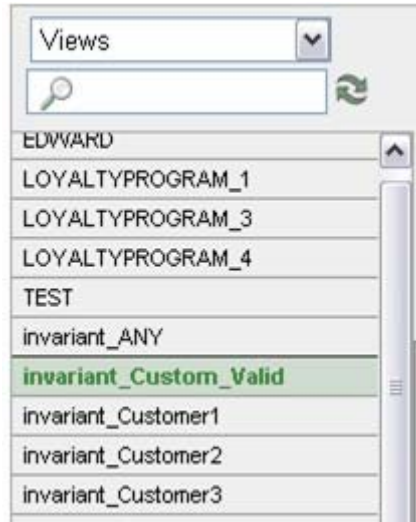 Views
EDWARD
LOYALTYPROGRAM_1
LOYALTYPROGRAM_3
LOYALTYPROGRAM_4
TEST
invariant_ANY
invariant_Custom_Valid
invariant_Customer1
invariant_Customer2
invariant_Customer3